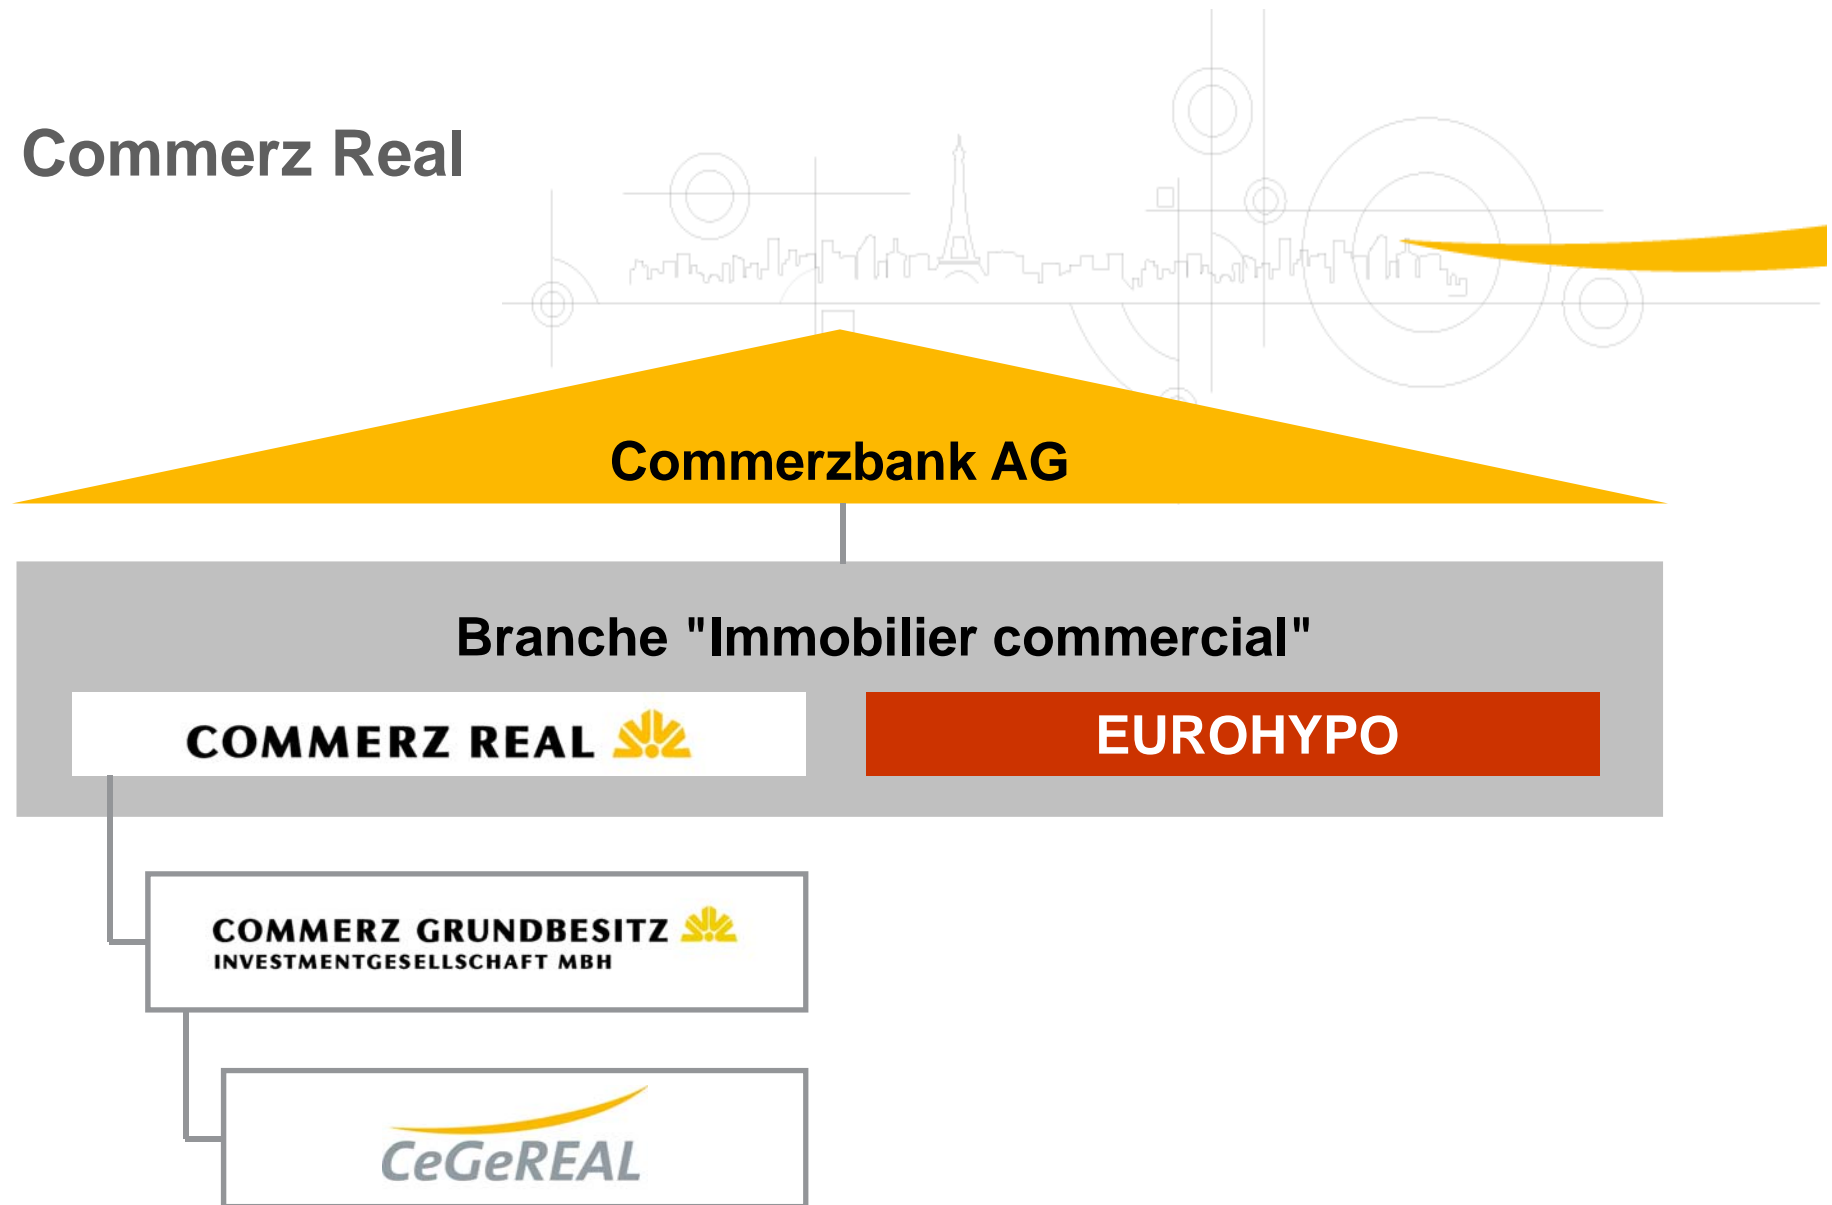 Commerz Real
Commerzbank AG
Branche "Immobilier commercial"
COMMERZ REAL
EUROHYPO
COMMERZ GRUNDBESITZ
INVESTMENTGESELLSCHAFT MBH
CeGeREAL